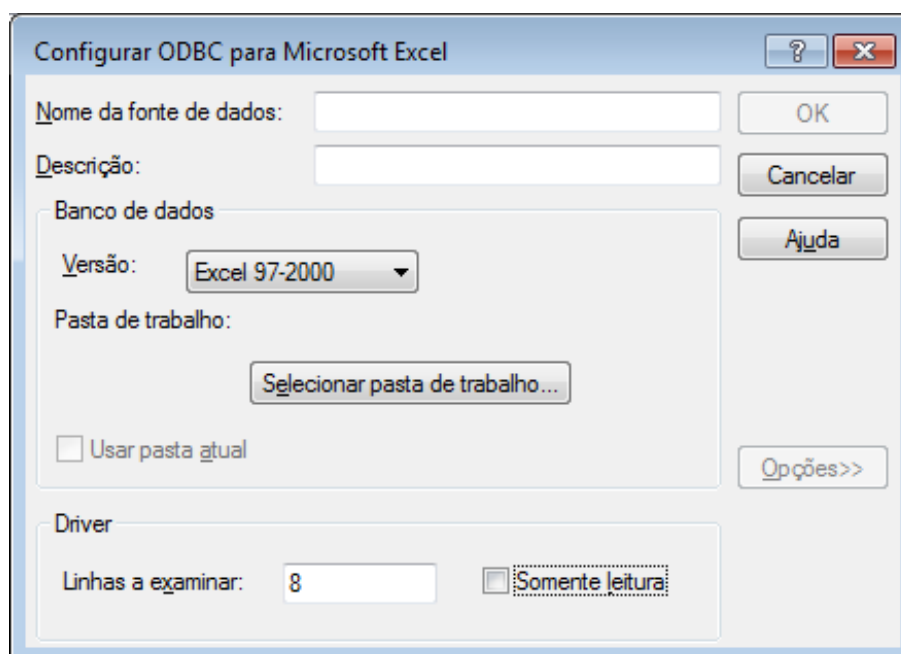 Configurar ODBC para Microsoft Excel
?
Nome da fonte de dados:
OK
Descrição:
Cancelar
Banco de dados
Ajuda
Versão:
Excel 97-2000
Pasta de trabalho:
Selecionar pasta de trabalho...
Usar pasta atual
Opções>>
Driver
Linhas a examinar:
8
Somente leitura